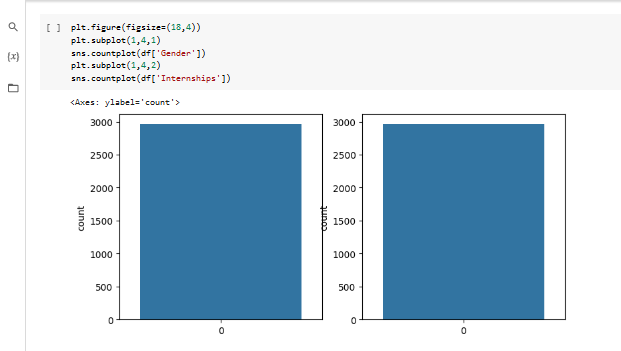 [ ] plt.figure(figsize=(18,4))
plt.subplot(1,4,1)
sns.countplot(df['Gender'])
plt.subplot(1,4,2)
sns.countplot(df['Internships'])
{x}
<Axes: ylabel='count'>
3000
2500
2000
1500
1000
500
0
count
0
3000
2500
2000
1500
1000
500
0
count
0